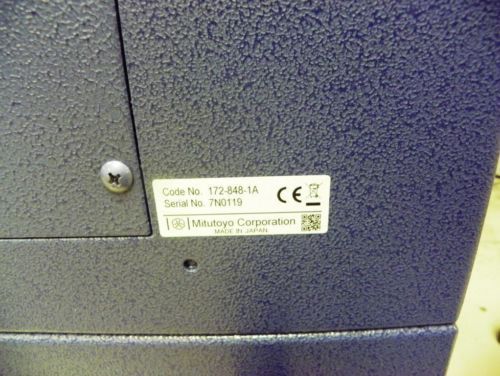 Code No. 172-848-1A
Serial No. 7N0119
CE
Mitutoyo Corporation
MADE IN JAPAN